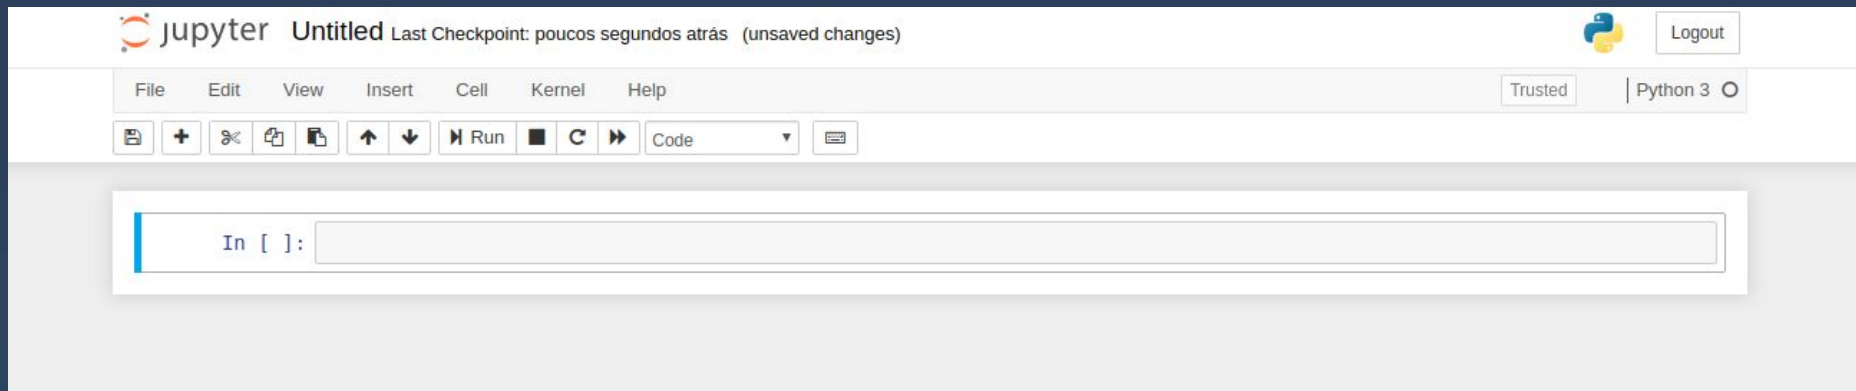 jupyter Untitled Last Checkpoint: poucos segundos atrás (unsaved changes) Logout
File Edit View Insert Cell Kernel Help Trusted Python 3
Run Code
In [ ]: